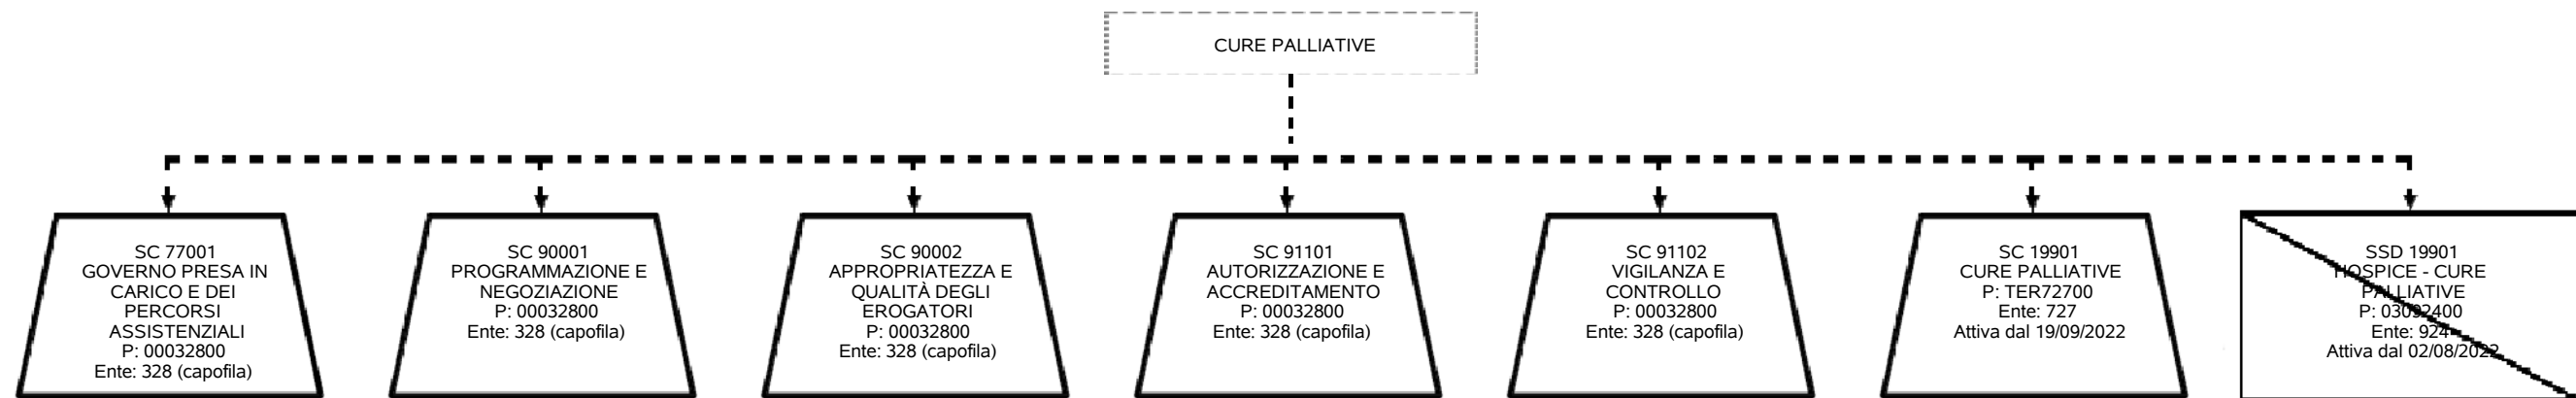 CURE PALLIATIVE
SC 77001
GOVERNO PRESA IN
CARICO E DEI
PERCORSI
ASSISTENZIALI
P: 00032800
Ente: 328 (capofila)
SC 90001
PROGRAMMAZIONE E
NEGOZIAZIONE
P: 00032800
Ente: 328 (capofila)
SC 90002
APPROPRIATEZZA E
QUALITÀ DEGLI
EROGATORI
P: 00032800
Ente: 328 (capofila)
SC 91101
AUTORIZZAZIONE E
ACCREDITAMENTO
P: 00032800
Ente: 328 (capofila)
SC 91102
VIGILANZA E
CONTROLLO
P: 00032800
Ente: 328 (capofila)
SC 19901
CURE PALLIATIVE
P: TER72700
Ente: 727
Attiva dal 19/09/2022
SSD 19901
HOSPICE - CURE
PALLIATIVE
P: 03092400
Ente: 924
Attiva dal 02/08/2022